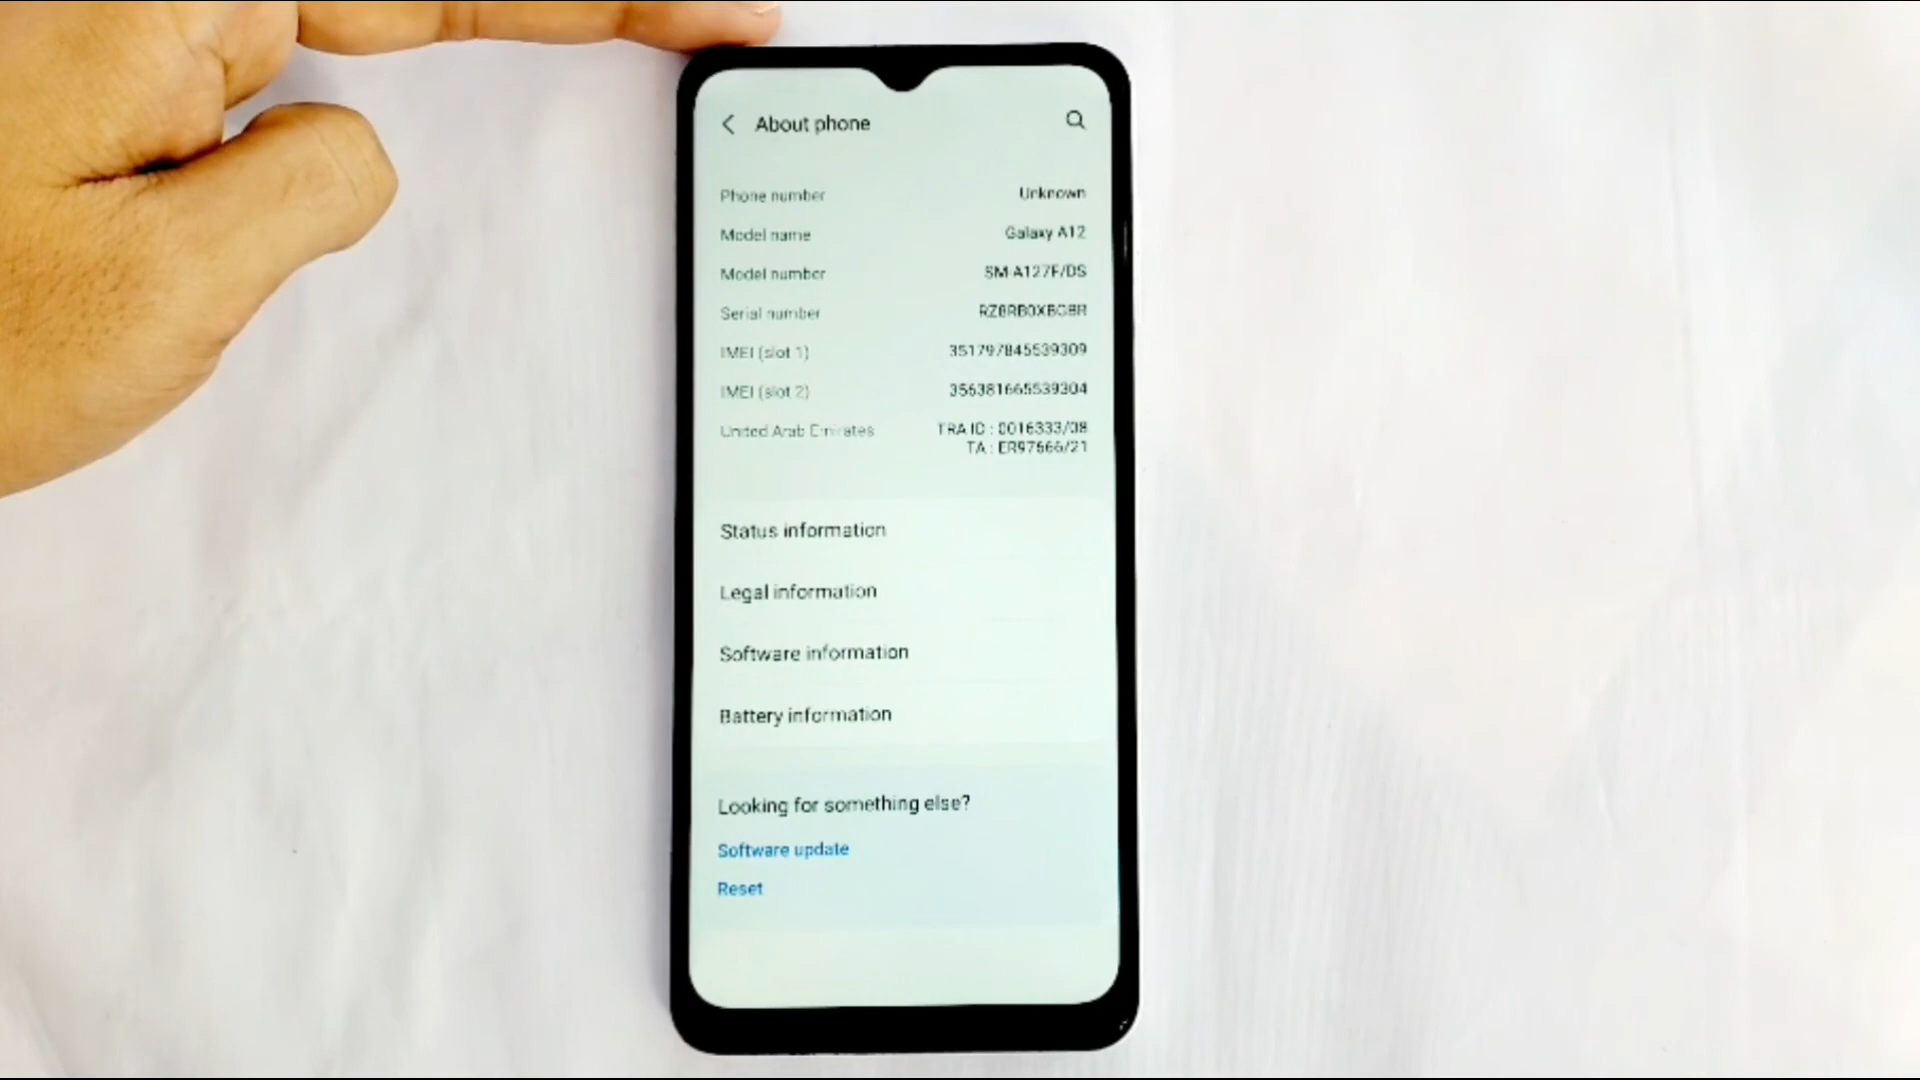 About phone
Phone number Unknown
Model name Galaxy A12
Model number SM-A127F/DS
Serial number
IMEI (slot 1) 351797845539309
IMEI (slot 2) 356381665539304
United Arab Emirates TRA ID : 0016333/08
TA : ER97666/21
Status information
Legal information
Software information
Battery information
Looking for something else?
Software update
Reset